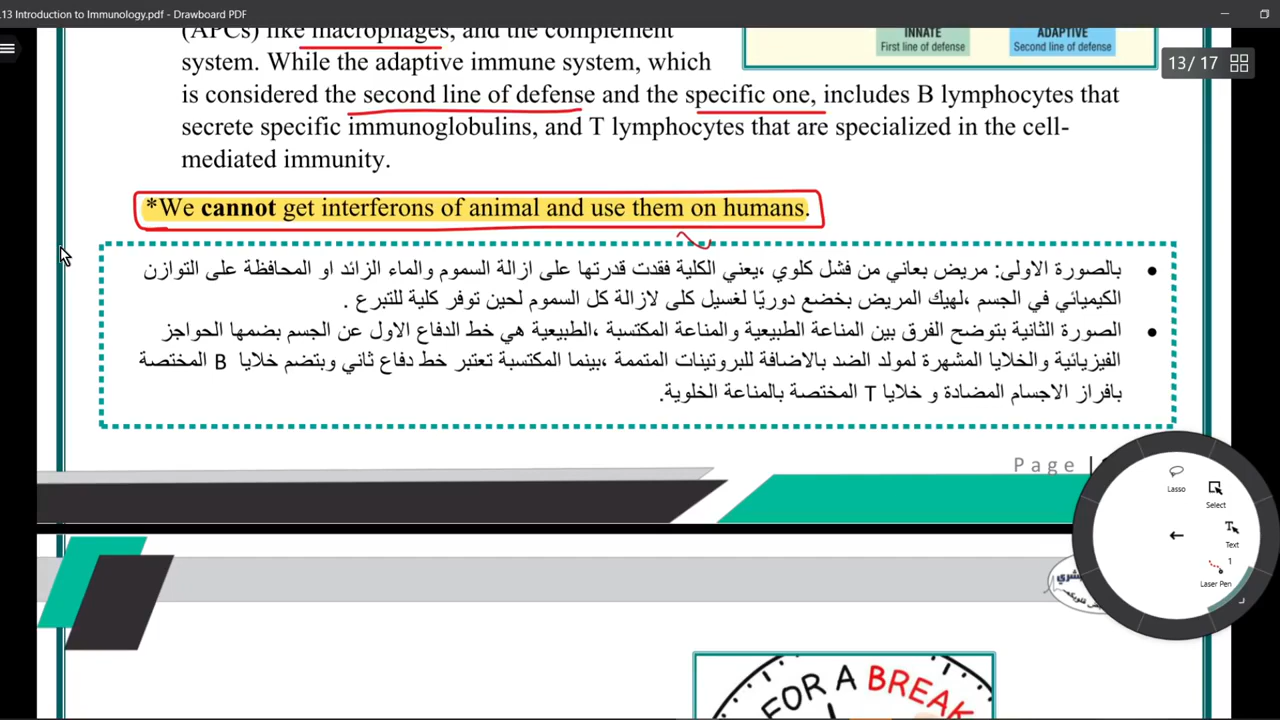 .13 Introduction to Immunology.pdf - Drawboard PDF
13/ 17
(APCs) like macrophages, and the complement
system. While the adaptive immune system, which
is considered the second line of defense and the specific one, includes B lymphocytes that
secrete specific immunoglobulins, and T lymphocytes that are specialized in the cell-
mediated immunity.
INNATE
First line of defense
ADAPTIVE
Second line of defense
*We cannot get interferons of animal and use them on humans.
• بالصورة الاولى: مريض بعاني من فشل كلوي ،يعني الكلية فقدت قدرتها على ازالة السموم والماء الزائد او المحافظة على التوازن
الكيميائي في الجسم ،لهيك المريض بخضع دوريًا لغسيل كلى لازالة كل السموم لحين توفر كلية للتبرع .
• الصورة الثانية بتوضح الفرق بين المناعة الطبيعية والمناعة المكتسبة ،الطبيعية هي خط الدفاع الاول عن الجسم بضمها الحواجز
الفيزيائية والخلايا المشهرة لمولد الضد بالاضافة للبروتينات المتممة ،بينما المكتسبة تعتبر خط دفاع ثاني وبتضم خلايا B المختصة
بافراز الاجسام المضادة و خلايا T المختصة بالمناعة الخلوية.
Page |
Lasso
Select
Text
1
Laser Pen
FOR A BREAK